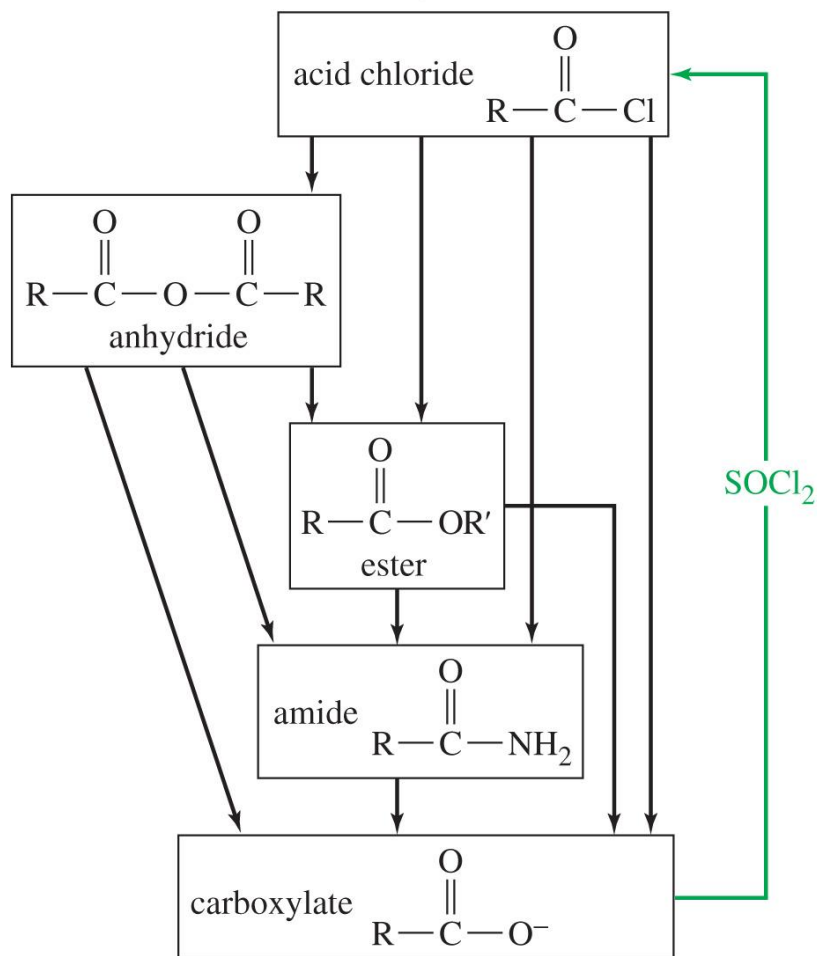 O
acid chloride
R—C—Cl
O O
R—C—O—C—R
anhydride
O
R—C—OR′
ester
SOCl₂
O
amide
R—C—NH₂
O
carboxylate
R—C—O⁻